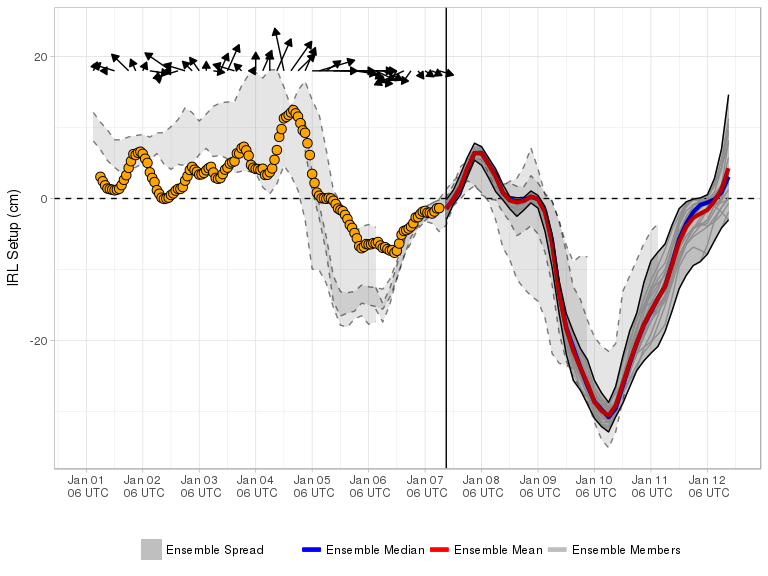 20
0
-20
IRL Setup (cm)
Jan 01 Jan 02 Jan 03 Jan 04 Jan 05 Jan 06 Jan 07 Jan 08 Jan 09 Jan 10 Jan 11 Jan 12
06 UTC 06 UTC 06 UTC 06 UTC 06 UTC 06 UTC 06 UTC 06 UTC 06 UTC 06 UTC 06 UTC 06 UTC
Ensemble Spread Ensemble Median Ensemble Mean Ensemble Members